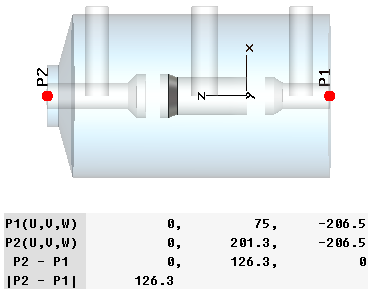 P2
X
P1
Z
Y
P1(U,V,W) 0, 75, -206.5
P2(U,V,W) 0, 201.3, -206.5
P2 - P1 0, 126.3, 0
|P2 - P1| 126.3